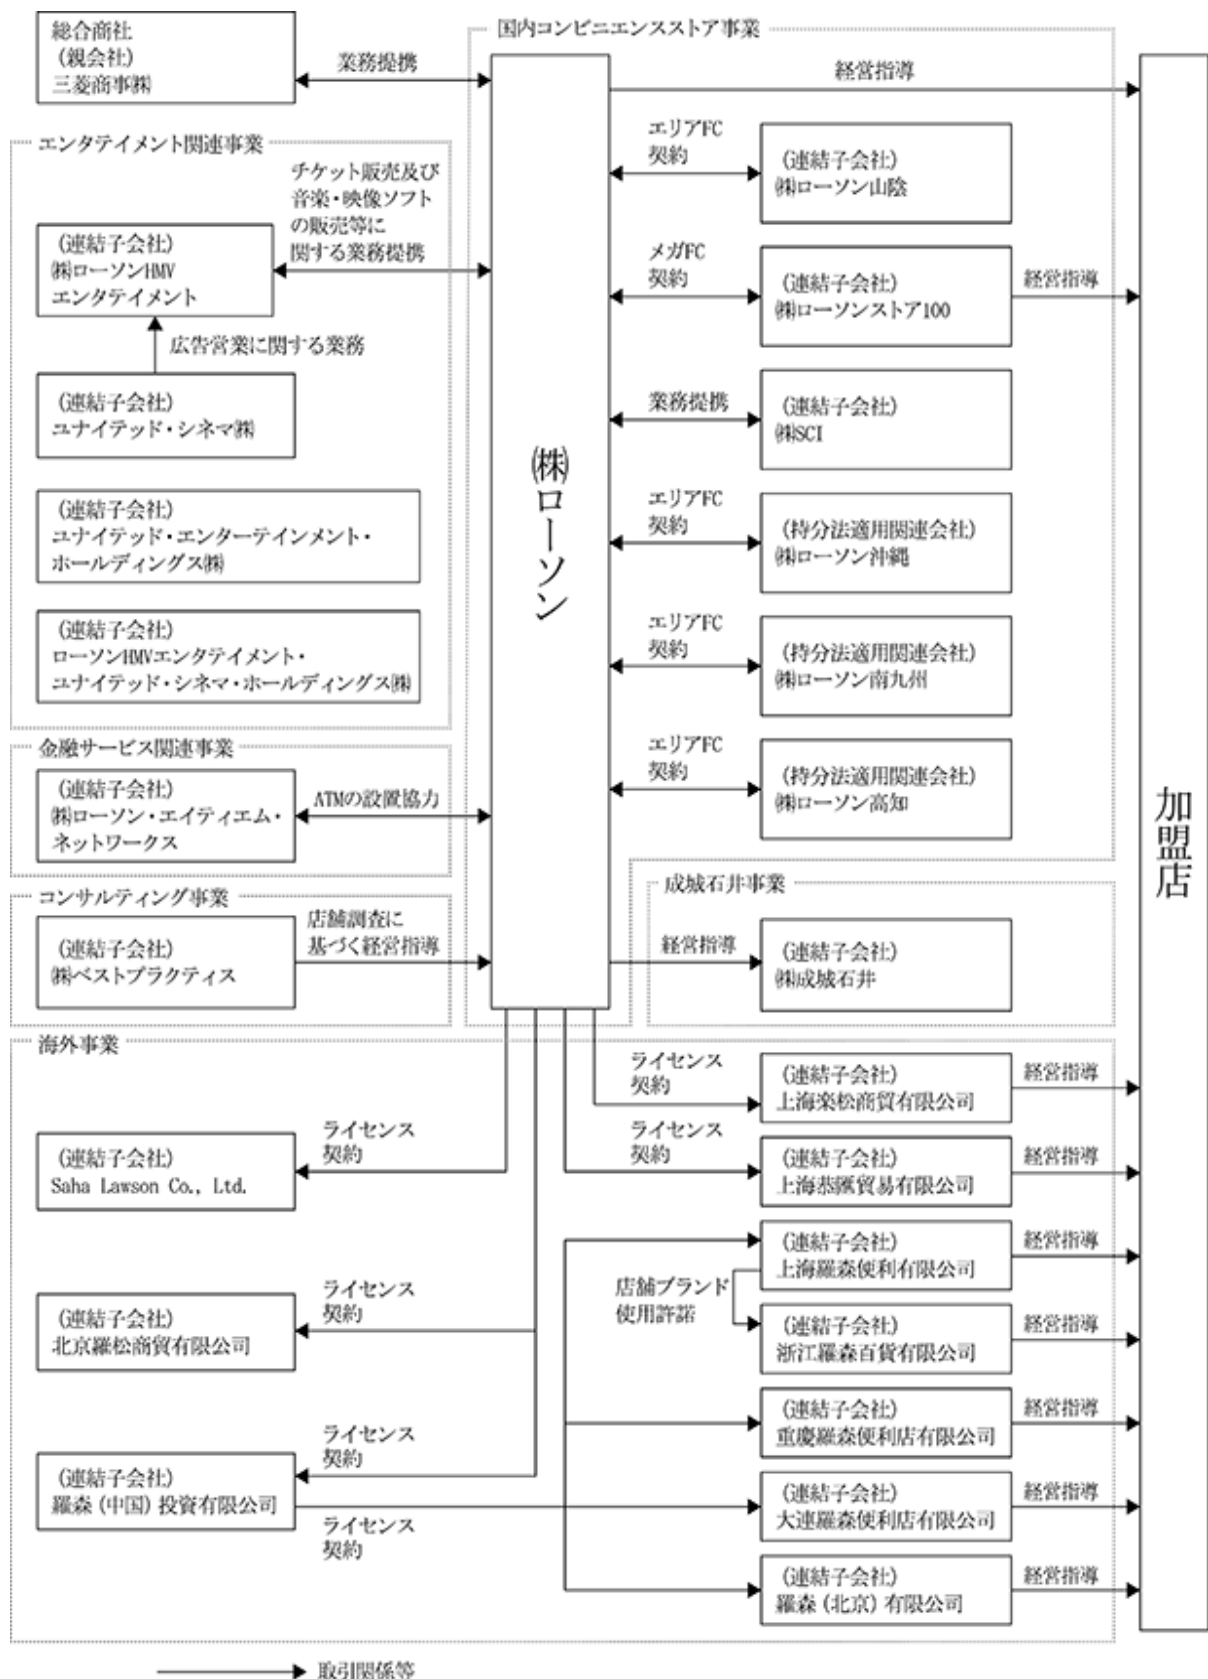 総合商社
(親会社)
三菱商事㈱
業務提携
国内コンビニエンスストア事業
㈱ローソン
経営指導
加盟店
エリアFC
契約
(連結子会社)
㈱ローソン山陰
メガFC
契約
(連結子会社)
㈱ローソンストア100
経営指導
業務提携
(連結子会社)
㈱SCI
エリアFC
契約
(持分法適用関連会社)
㈱ローソン沖縄
エリアFC
契約
(持分法適用関連会社)
㈱ローソン南九州
エリアFC
契約
(持分法適用関連会社)
㈱ローソン高知
エンタテイメント関連事業
チケット販売及び
音楽・映像ソフト
の販売等に
関する業務提携
(連結子会社)
㈱ローソンHMV
エンタテイメント
広告営業に関する業務
(連結子会社)
ユナイテッド・シネマ㈱
(連結子会社)
ユナイテッド・エンターテインメント・
ホールディングス㈱
(連結子会社)
ローソンHMVエンタテイメント・
ユナイテッド・シネマ・ホールディングス㈱
金融サービス関連事業
(連結子会社)
㈱ローソン・エイティエム・
ネットワークス
ATMの設置協力
コンサルティング事業
(連結子会社)
㈱ベストプラクティス
店舗調査に
基づく経営指導
成城石井事業
経営指導
(連結子会社)
㈱成城石井
海外事業
ライセンス
契約
(連結子会社)
Saha Lawson Co., Ltd.
ライセンス
契約
(連結子会社)
北京羅松商貿有限公司
ライセンス
契約
(連結子会社)
羅森(中国)投資有限公司
ライセンス
契約
ライセンス
契約
(連結子会社)
上海楽松商貿有限公司
経営指導
ライセンス
契約
(連結子会社)
上海恭匯貿易有限公司
経営指導
(連結子会社)
上海羅森便利有限公司
経営指導
店舗ブランド
使用許諾
(連結子会社)
浙江羅森百貨有限公司
経営指導
(連結子会社)
重慶羅森便利店有限公司
経営指導
(連結子会社)
大連羅森便利店有限公司
経営指導
(連結子会社)
羅森(北京)有限公司
経営指導
取引関係等